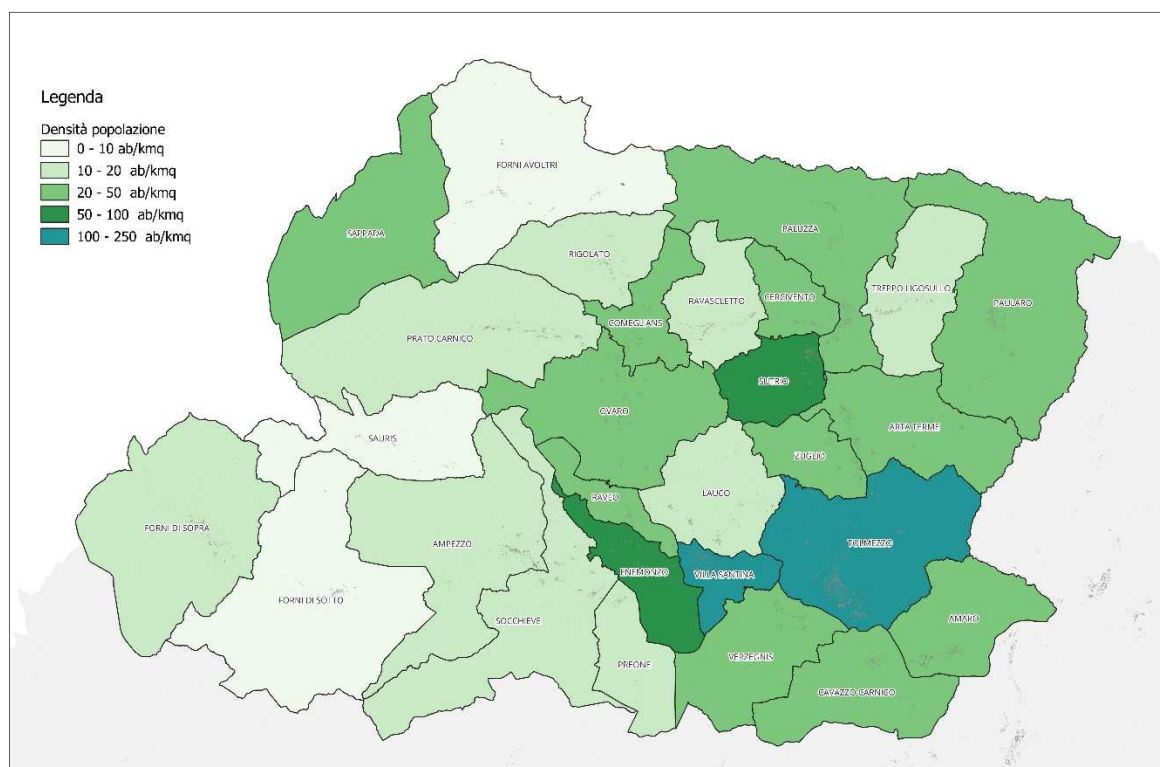 Legenda
Densità popolazione
0 - 10 ab/kmq
10 - 20 ab/kmq
20 - 50 ab/kmq
50 - 100 ab/kmq
100 - 250 ab/kmq
FORNI AVOLTRI
SAPPADA
PALUZZA
RIGOLATO
TREPPO LIGOSULLO
RAVASCLETTO
CERCIVENTO
PAULARO
COMEGLIANS
PRATO CARNICO
SUTRIO
OVARO
ARTA TERME
SAURIS
ZUGLIO
LAUCO
RAVEO
FORNI DI SOPRA
AMPEZZO
TOLMEZZO
ENEMONZO
VILLA SANTINA
FORNI DI SOTTO
AMARO
SOCCHIEVE
VERZEGNIS
PREONE
CAVAZZO CARNICO